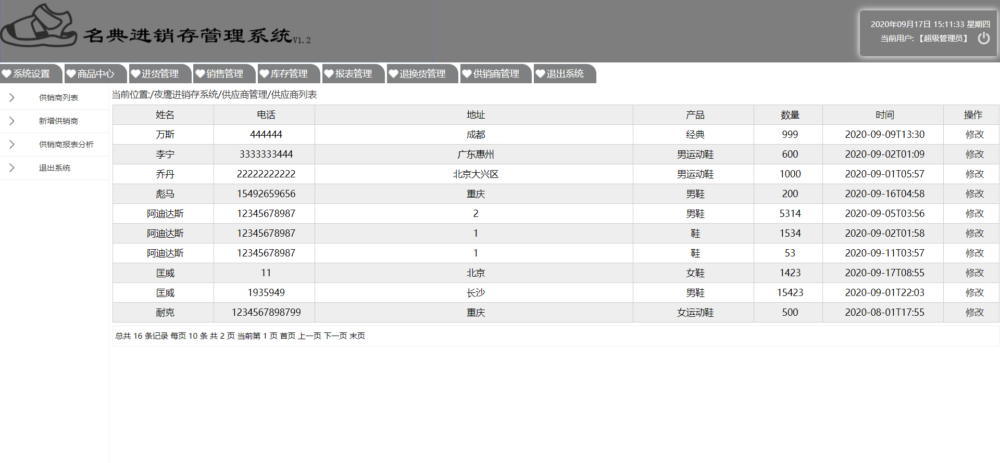 名典进销存管理系统V1.2
2020年09月17日 15:11:33 星期四
当前用户: 【超级管理员】
系统设置 商品中心 进货管理 销售管理 库存管理 报表管理 退换货管理 供销商管理 退出系统
供销商列表
新增供销商
供销商报表分析
退出系统
当前位置:/夜鹰进销存系统/供应商管理/供应商列表
姓名 电话 地址 产品 数量 时间 操作
万斯 444444 成都 经典 999 2020-09-09T13:30 修改
李宁 3333333444 广东惠州 男运动鞋 600 2020-09-02T01:09 修改
乔丹 22222222222 北京大兴区 男运动鞋 1000 2020-09-01T05:57 修改
彪马 15492659656 重庆 男鞋 200 2020-09-16T04:58 修改
阿迪达斯 12345678987 2 男鞋 5314 2020-09-05T03:56 修改
阿迪达斯 12345678987 1 鞋 1534 2020-09-02T01:58 修改
阿迪达斯 12345678987 1 鞋 53 2020-09-11T03:57 修改
匡威 11 北京 女鞋 1423 2020-09-17T08:55 修改
匡威 1935949 长沙 男鞋 15423 2020-09-01T22:03 修改
耐克 1234567898799 重庆 女运动鞋 500 2020-08-01T17:55 修改
总共 16 条记录 每页 10 条 共 2 页 当前第 1 页 首页 上一页 下一页 末页